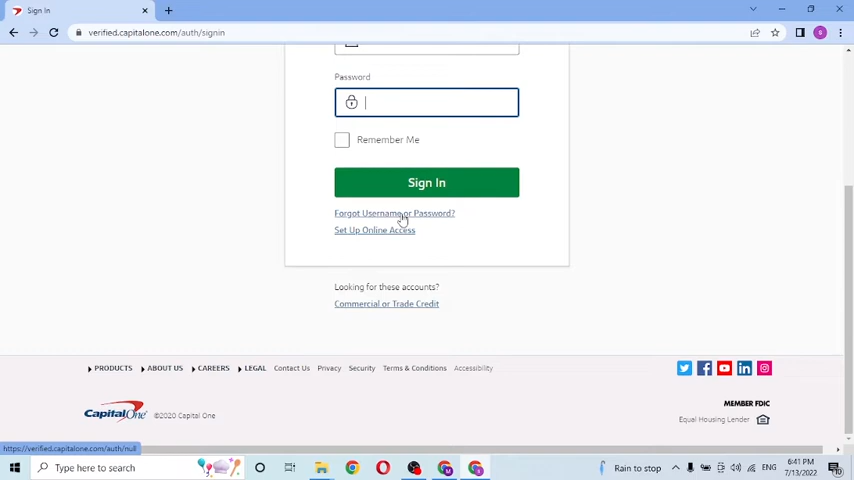 Sign In
verified.capitalone.com/auth/signin
Password
Remember Me
Sign In
Forgot Username or Password?
Set Up Online Access
Looking for these accounts?
Commercial or Trade Credit
PRODUCTS ABOUT US CAREERS LEGAL Contact Us Privacy Security Terms & Conditions Accessibility
Capital One ©2020 Capital One
MEMBER FDIC
Equal Housing Lender
https://verified.capitalone.com/auth/null
Type here to search
Rain to stop
ENG
6:41 PM
7/13/2022